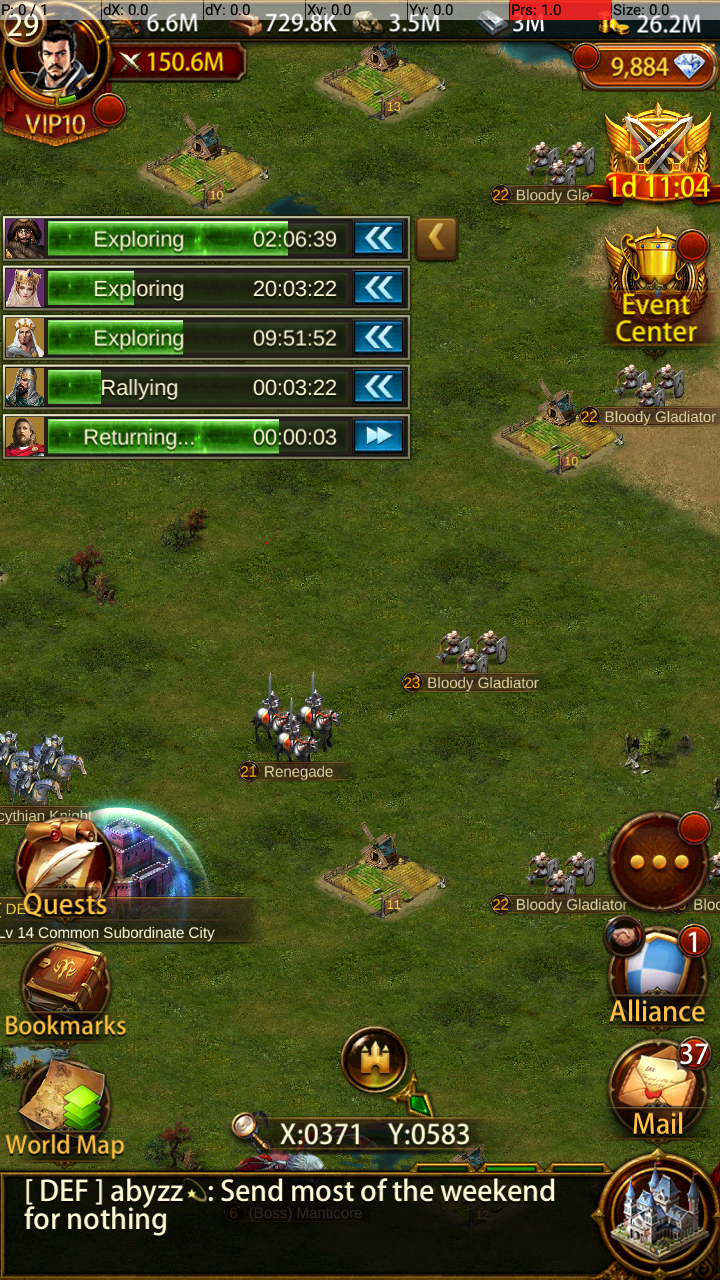 P: 0 / 1 dX: 0.0 dY: 0.0 Xv: 0.0 Yv: 0.0 Prs: 1.0 Size: 0.0
29 6.6M 729.8K 3.5M 3M 26.2M
150.6M 9,884
VIP10
13
10
22 Bloody Gla
1d 11:04
Exploring 02:06:39
Exploring 20:03:22
Event
Center
Exploring 09:51:52
Rallying 00:03:22
22 Bloody Gladiator
Returning... 00:00:03
10
23 Bloody Gladiator
21 Renegade
cythian Knight
Quests
[ DE
11
22 Bloody Gladiator
Bloo
Lv 14 Common Subordinate City
1
Alliance
Bookmarks
37
Mail
World Map
X:0371 Y:0583
[ DEF ] abyzz💫: Send most of the weekend
for nothing
6 (Boss) Manticore
12